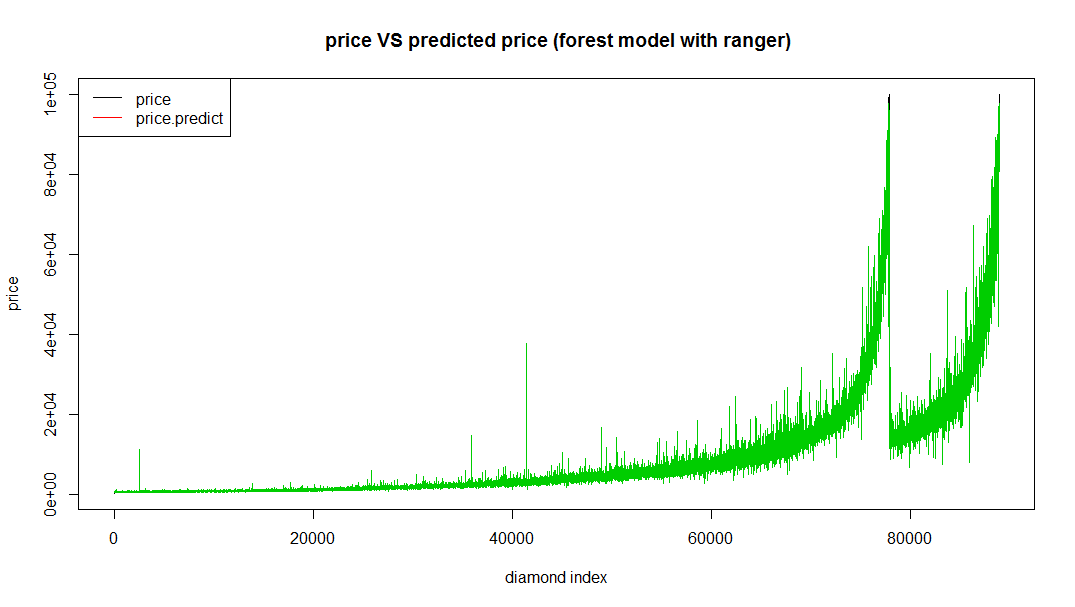 price VS predicted price (forest model with ranger)
price
price.predict
price
1e+05
8e+04
6e+04
4e+04
2e+04
0e+00
0
20000
40000
60000
80000
diamond index